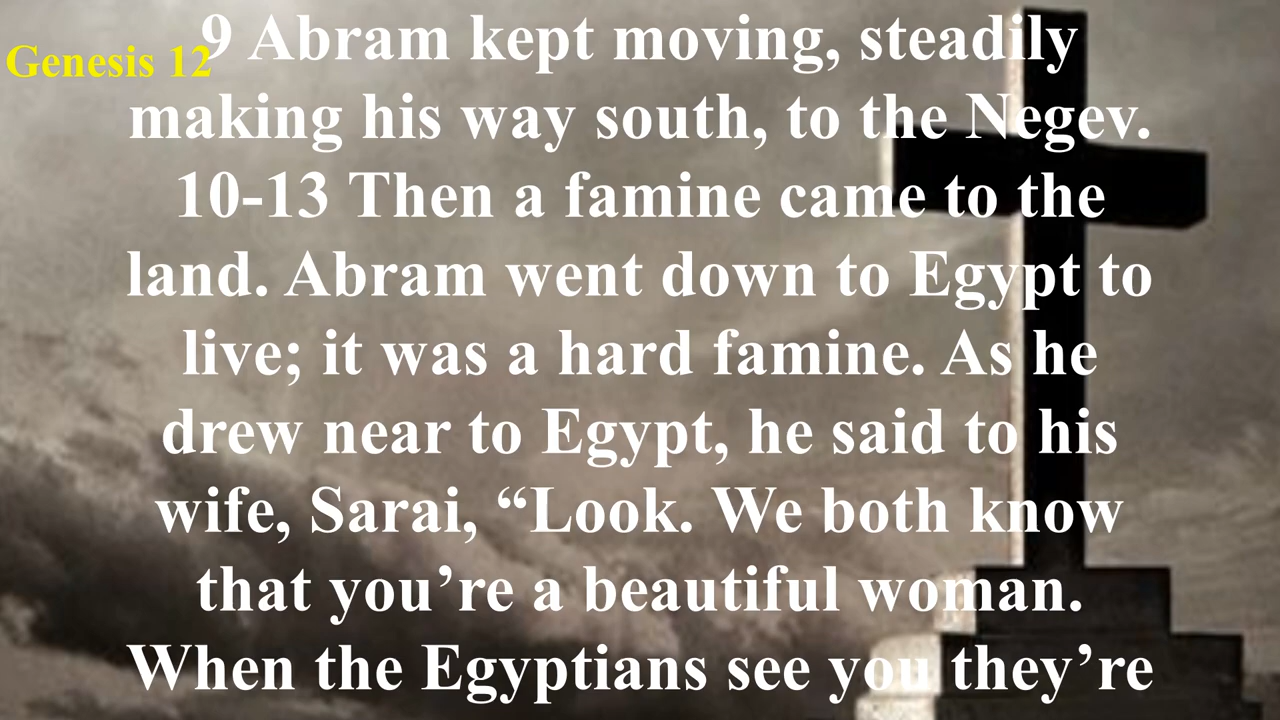 Genesis 12
9 Abram kept moving, steadily
making his way south, to the Negev.
10-13 Then a famine came to the
land. Abram went down to Egypt to
live; it was a hard famine. As he
drew near to Egypt, he said to his
wife, Sarai, “Look. We both know
that you’re a beautiful woman.
When the Egyptians see you they’re